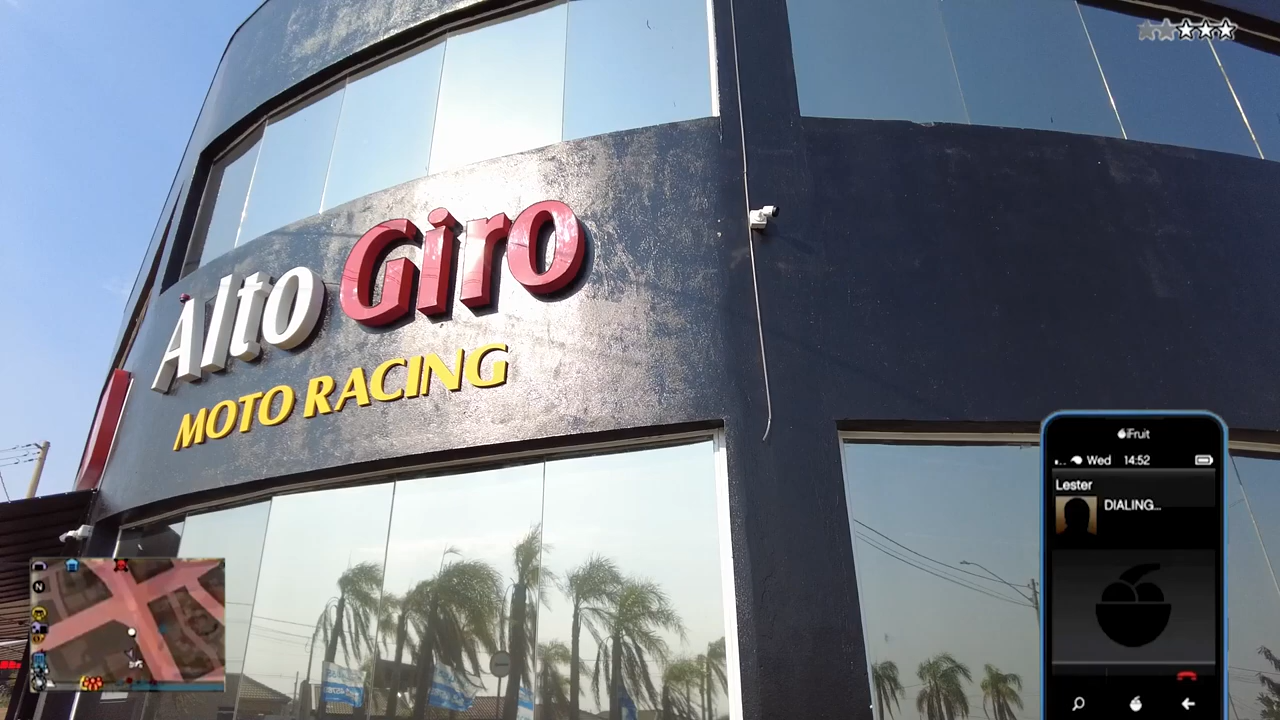 Alto Giro
MOTO RACING
iFruit
Wed 14:52
Lester
DIALING...
N